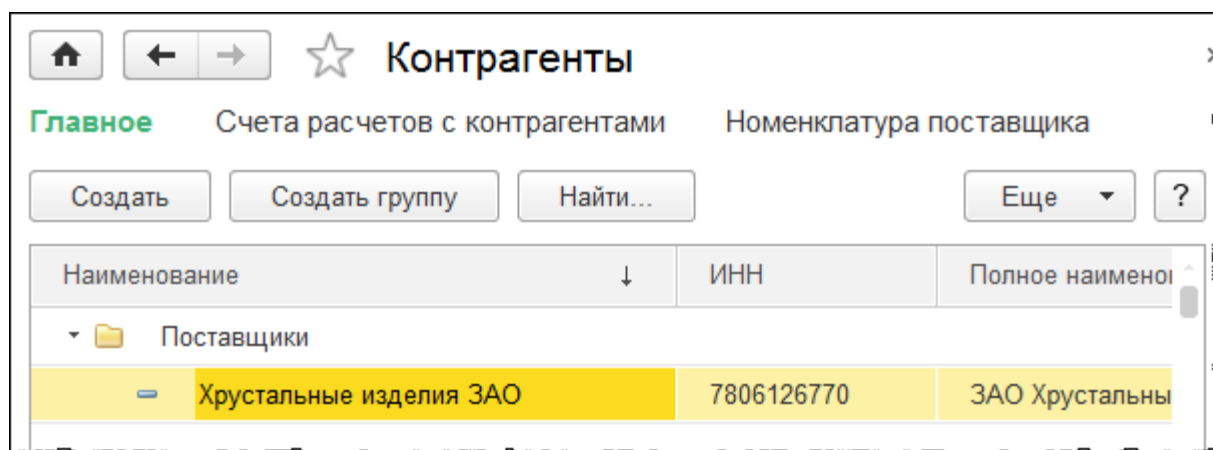 Контрагенты
Главное Счета расчетов с контрагентами Номенклатура поставщика
Создать Создать группу Найти... Еще ?
Наименование ↓ ИНН Полное наимено
Поставщики
Хрустальные изделия ЗАО 7806126770 ЗАО Хрустальны